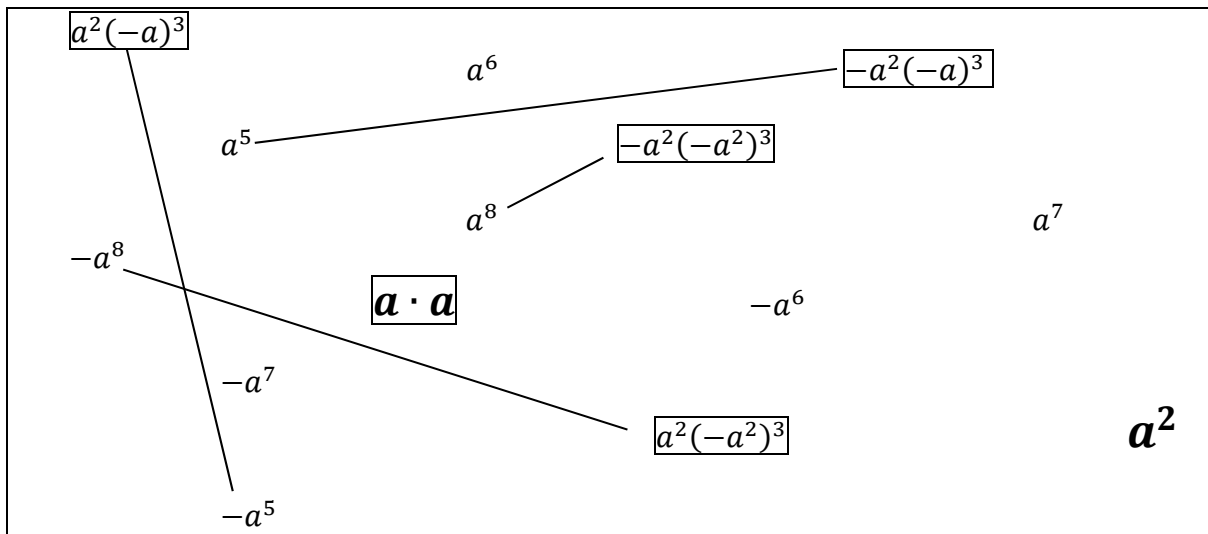 a²(−a)³
a⁶
−a²(−a)³
a⁵
−a²(−a²)³
a⁸
a⁷
−a⁸
a · a
−a⁶
−a⁷
a²(−a²)³
a²
−a⁵